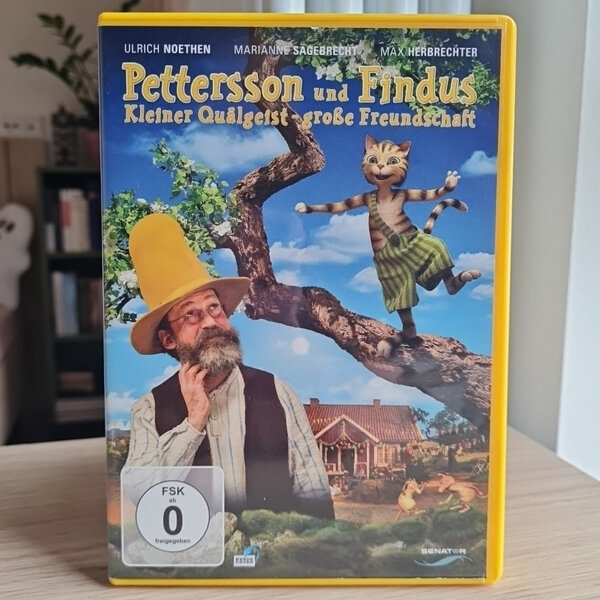 ULRICH NOETHEN MARIANNE SÄGEBRECHT MAX HERBRECHTER
Pettersson und Findus
Kleiner Quälgeist - große Freundschaft
FSK
ab
0
freigegeben
SENATOR